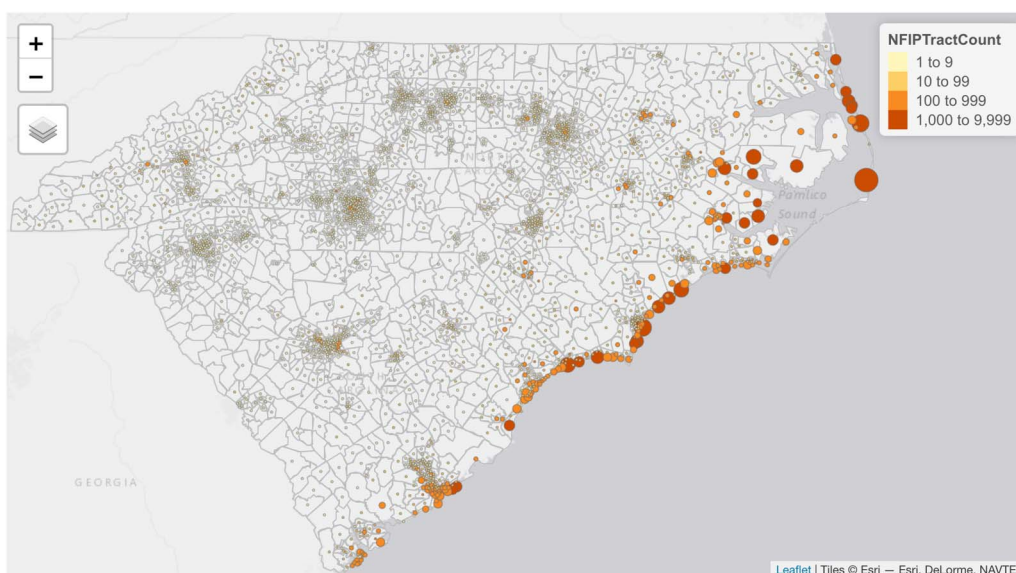 +
−
NFIPTractCount
1 to 9
10 to 99
100 to 999
1,000 to 9,999
Pamlico
Sound
GEORGIA
Leaflet | Tiles © Esri — Esri, DeLorme, NAVTE